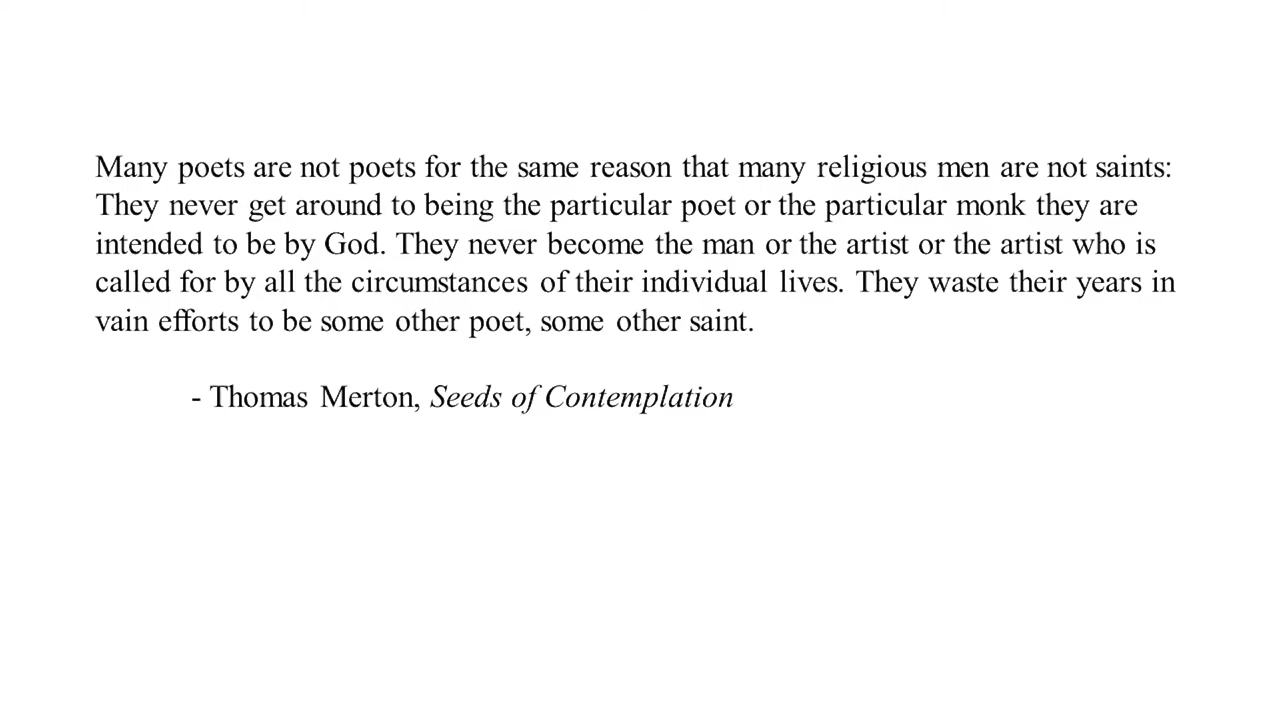 Many poets are not poets for the same reason that many religious men are not saints:
They never get around to being the particular poet or the particular monk they are
intended to be by God. They never become the man or the artist or the artist who is
called for by all the circumstances of their individual lives. They waste their years in
vain efforts to be some other poet, some other saint.
- Thomas Merton, Seeds of Contemplation